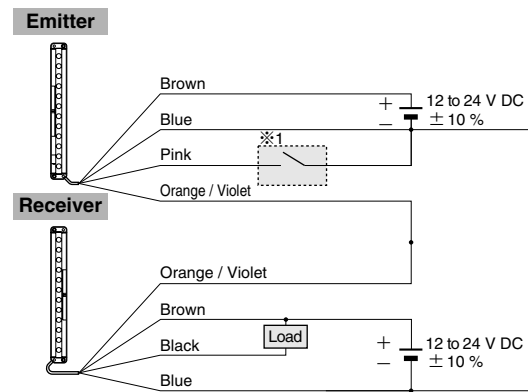 Emitter
Brown
+ 12 to 24 V DC
Blue
− ± 10 %
※1
Pink
Orange / Violet
Receiver
Orange / Violet
Brown
Load
+ 12 to 24 V DC
Black
− ± 10 %
Blue